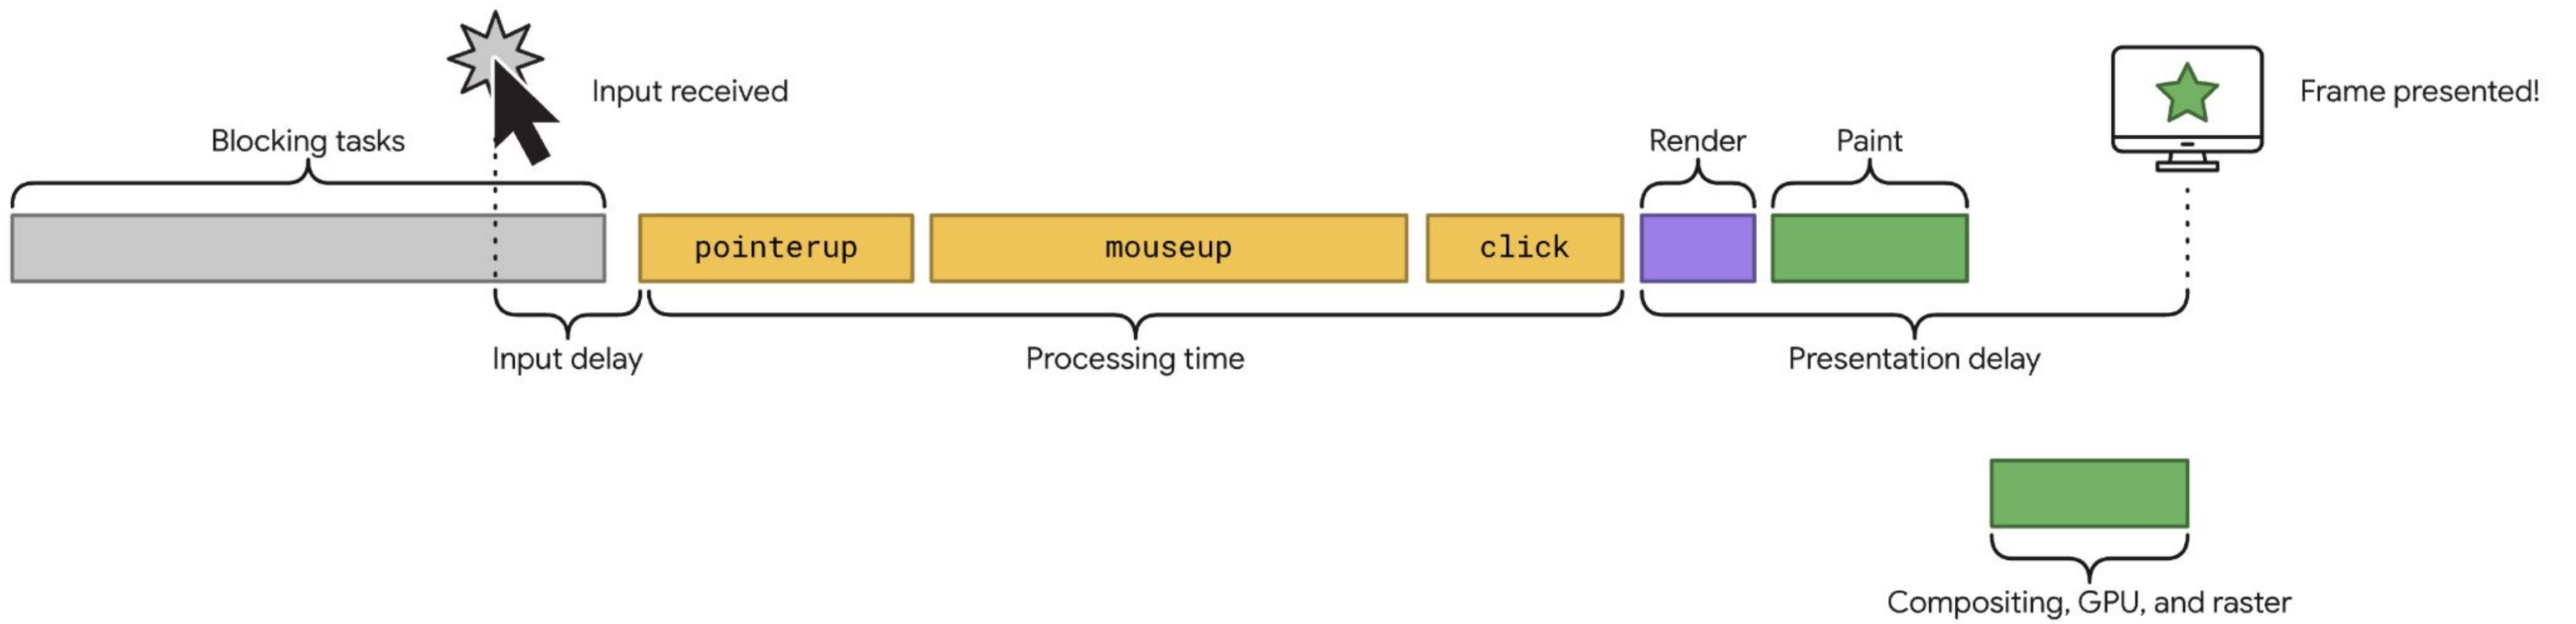 Input received
Frame presented!
Blocking tasks
Render
Paint
pointerup
mouseup
click
Input delay
Processing time
Presentation delay
Compositing, GPU, and raster